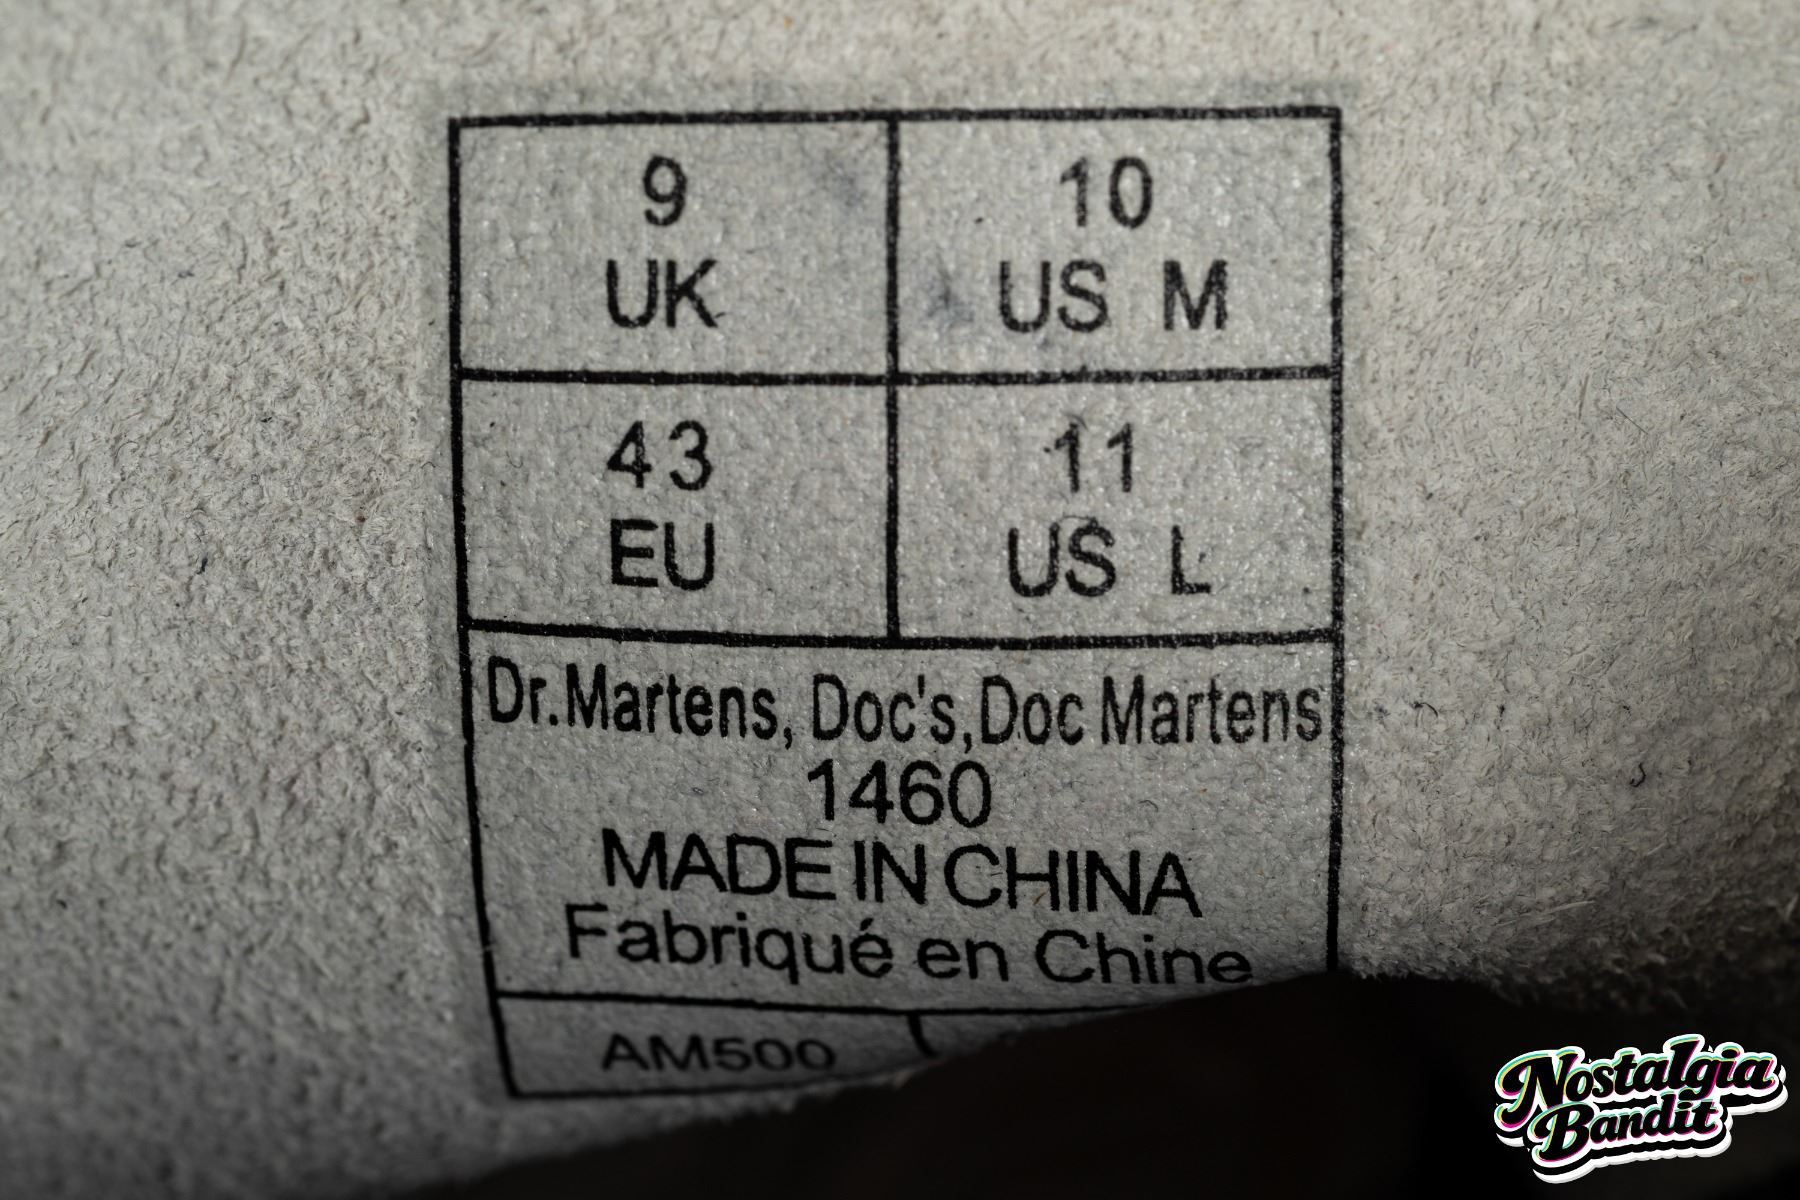 9
UK
10
US M
43
EU
11
US L
Dr.Martens, Doc's,Doc Martens
1460
MADE IN CHINA
Fabriqué en Chine
AM500
Nostalgia
Bandit